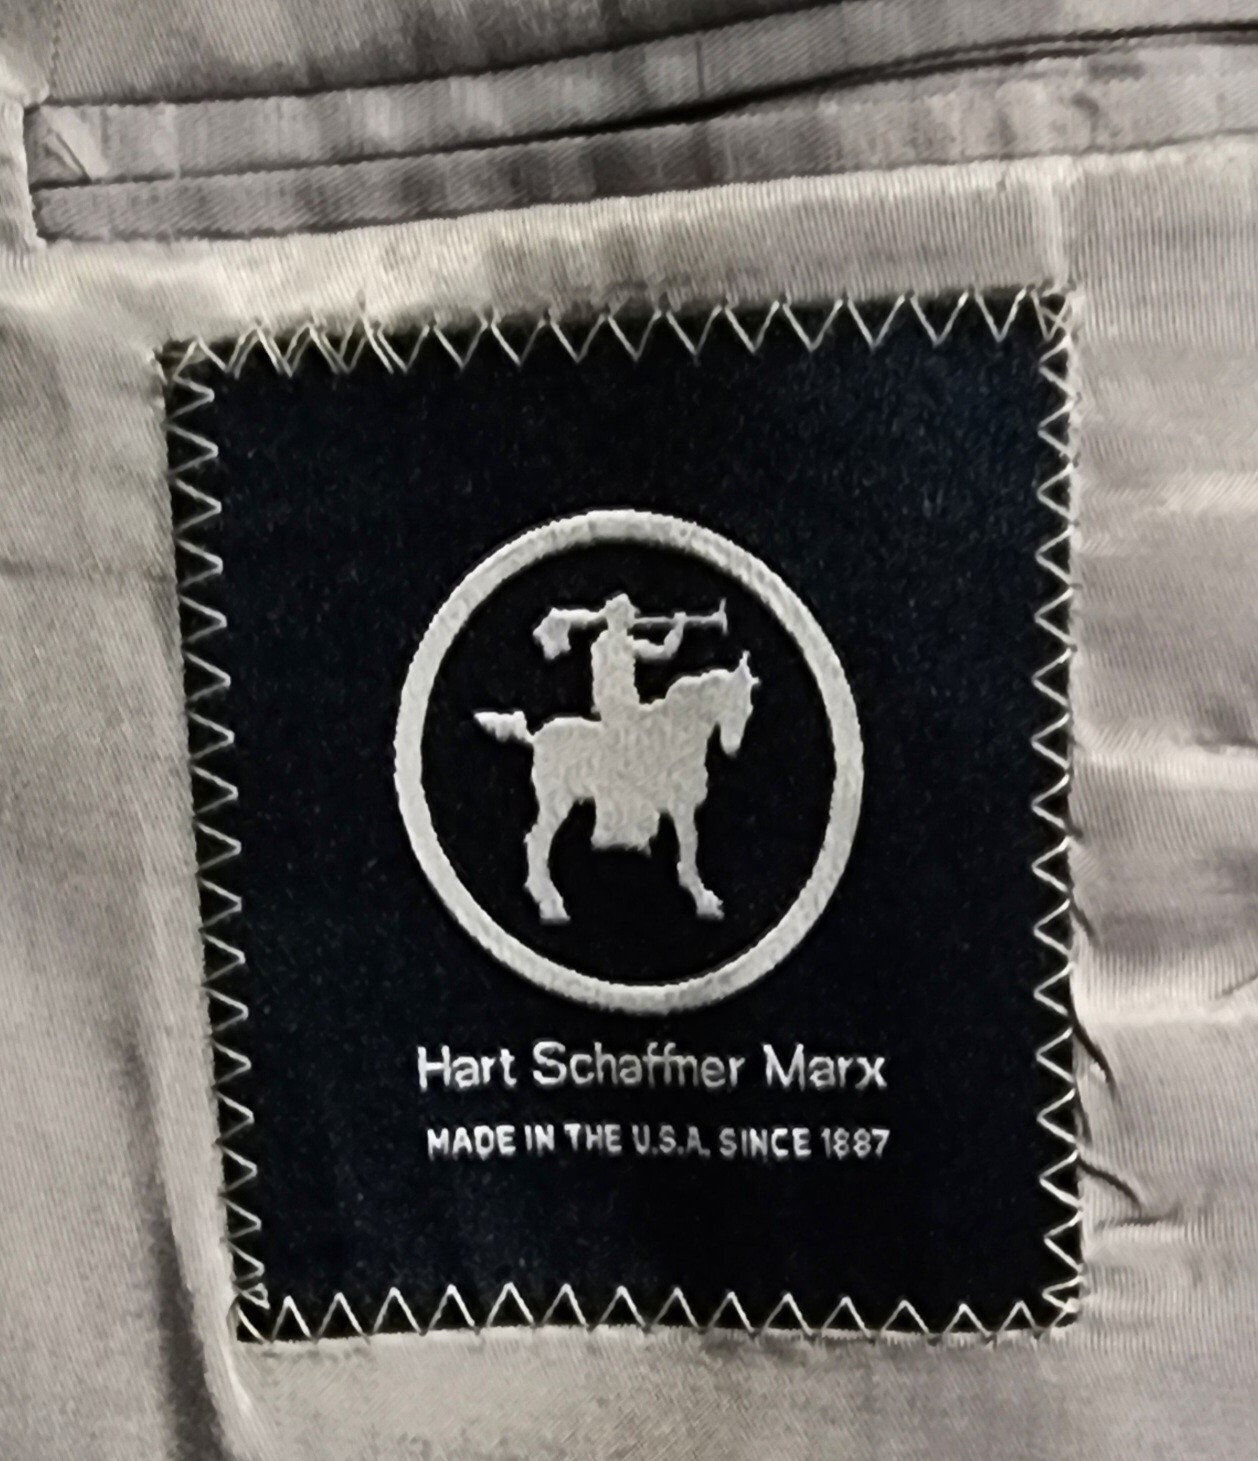 Hart Schaffner Marx
MADE IN THE U.S.A. SINCE 1887